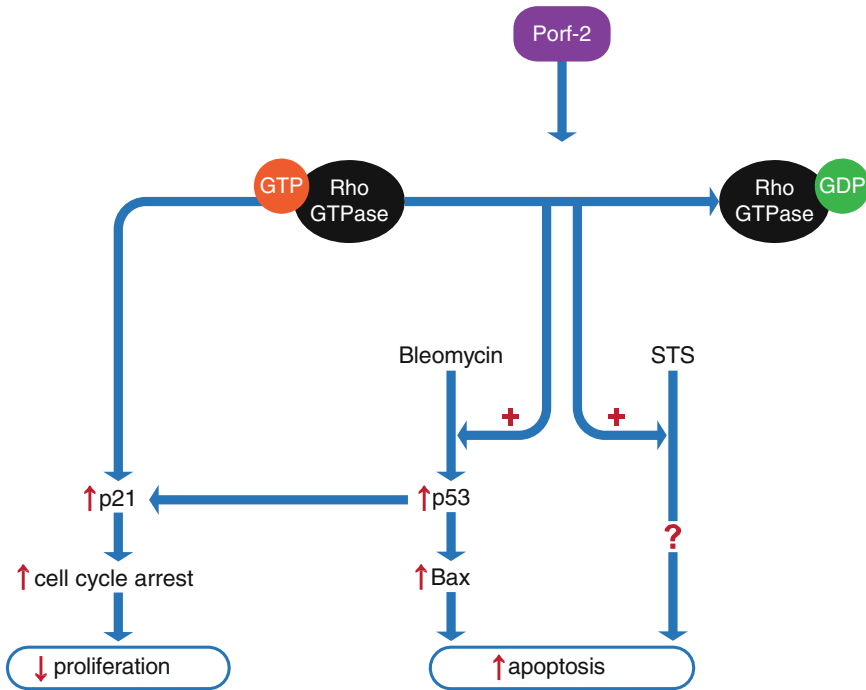 Porf-2
GTP
Rho
GTPase
Rho
GTPase
GDP
Bleomycin
STS
+
+
↑p21
↑p53
?
↑cell cycle arrest
↑Bax
↓proliferation
↑apoptosis